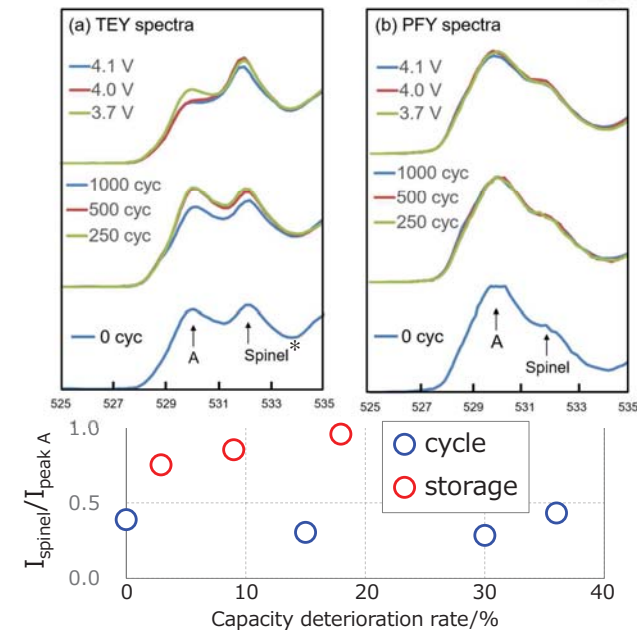 (a) TEY spectra
4.1 V
4.0 V
3.7 V
1000 cyc
500 cyc
250 cyc
0 cyc
A
Spinel*
525 527 529 531 533 535
(b) PFY spectra
4.1 V
4.0 V
3.7 V
1000 cyc
500 cyc
250 cyc
0 cyc
A
Spinel
525 527 529 531 533 535
I_spinel/I_peak A
1.0
0.5
0.0
cycle
storage
0 10 20 30 40
Capacity deterioration rate/%